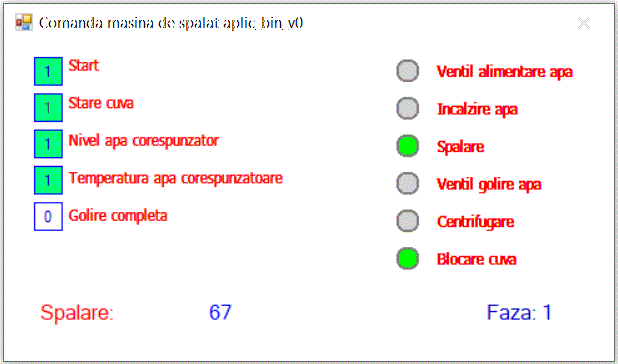 Comanda masina de spalat aplic_bin_v0
1 Start
1 Stare cuva
1 Nivel apa corespunzator
1 Temperatura apa corespunzatoare
0 Golire completa
Ventil alimentare apa
Incalzire apa
Spalare
Ventil golire apa
Centrifugare
Blocare cuva
Spalare: 67 Faza: 1